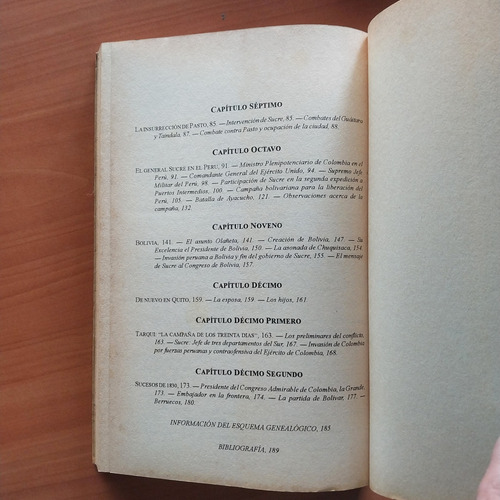 CAPÍTULO SÉPTIMO
LA INSURRECCIÓN DE PASTO, 85. — Intervención de Sucre, 85. — Combates del Guáitara
y Taindala, 87. — Combate contra Pasto y ocupación de la ciudad, 88.
CAPÍTULO OCTAVO
EL GENERAL SUCRE EN EL PERÚ, 91. — Ministro Plenipotenciario de Colombia en el
Perú, 91. — Comandante General del Ejército Unido, 94. — Supremo Jefe
Militar del Perú, 98. — Participación de Sucre en la segunda expedición a
Puertos Intermedios, 100. — Campaña bolivariana para la liberación del
Perú, 105. — Batalla de Ayacucho, 121. — Observaciones acerca de la
campaña, 132.
CAPÍTULO NOVENO
BOLIVIA, 141. — El asunto Olañeta, 141. — Creación de Bolivia, 147. — Su
Excelencia el Presidente de Bolivia, 150. — La asonada de Chuquisaca, 154.
— Invasión peruana a Bolivia y fin del gobierno de Sucre, 155. — El mensaje
de Sucre al Congreso de Bolivia, 157.
CAPÍTULO DÉCIMO
DE NUEVO EN QUITO, 159. — La esposa, 159. — Los hijos, 161
CAPÍTULO DÉCIMO PRIMERO
TARQUI "LA CAMPAÑA DE LOS TREINTA DIAS", 163. — Los preliminares del conflicto,
163. — Sucre: Jefe de tres departamentos del Sur, 167. — Invasión de Colombia
por fuerzas peruanas y contraofensiva del Ejército de Colombia, 168.
CAPÍTULO DÉCIMO SEGUNDO
SUCESOS DE 1830, 173. — Presidente del Congreso Admirable de Colombia, la Grande,
173. — Embajador en la frontera, 174. — La partida de Bolívar, 177. —
Berruecos, 180.
INFORMACIÓN DEL ESQUEMA GENEALÓGICO, 185
BIBLIOGRAFÍA, 189